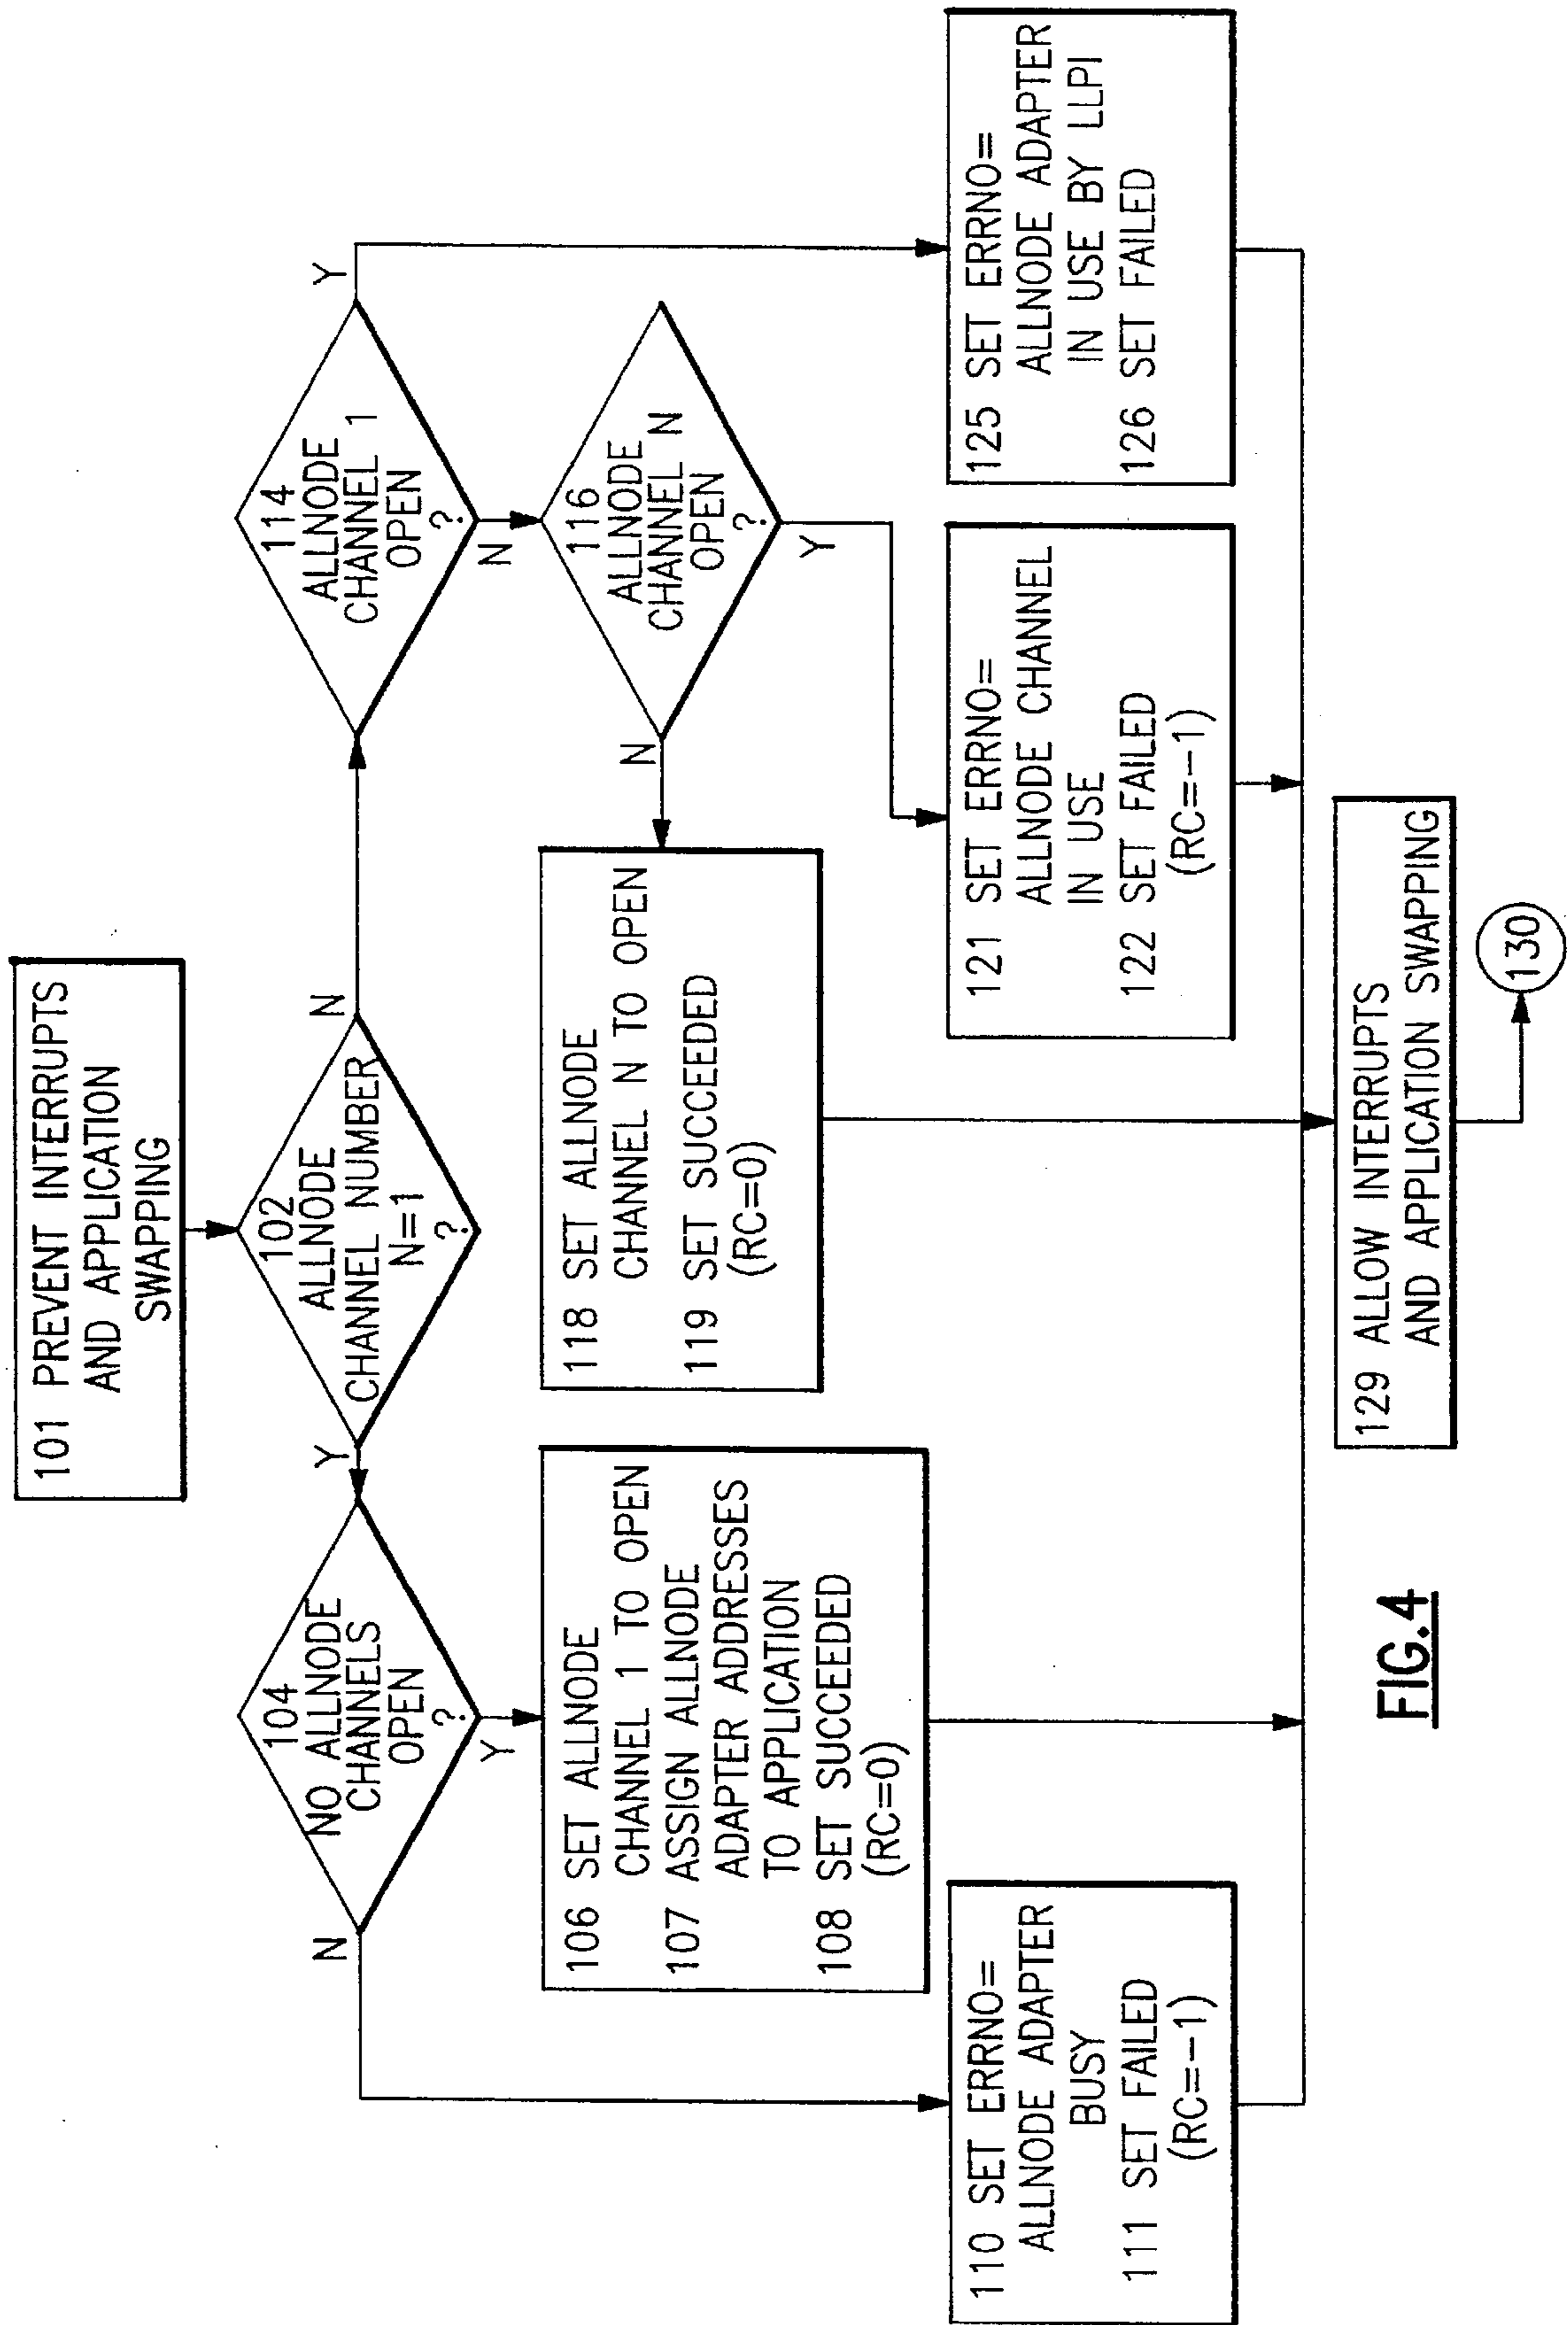 101 PREVENT INTERRUPTS
AND APPLICATION
SWAPPING
102
ALLNODE
CHANNEL NUMBER
N=1
?
Y
N
104
NO ALLNODE
CHANNELS
OPEN
?
N
Y
114
ALLNODE
CHANNEL 1
OPEN
?
Y
N
106 SET ALLNODE
CHANNEL 1 TO OPEN
107 ASSIGN ALLNODE
ADAPTER ADDRESSES
TO APPLICATION
108 SET SUCCEEDED
(RC=0)
118 SET ALLNODE
CHANNEL N TO OPEN
119 SET SUCCEEDED
(RC=0)
116
ALLNODE
CHANNEL N
OPEN
?
N
Y
110 SET ERRNO=
ALLNODE ADAPTER
BUSY
111 SET FAILED
(RC=-1)
121 SET ERRNO=
ALLNODE CHANNEL
IN USE
122 SET FAILED
(RC=-1)
125 SET ERRNO=
ALLNODE ADAPTER
IN USE BY LLPI
126 SET FAILED
129 ALLOW INTERRUPTS
AND APPLICATION SWAPPING
130
FIG.4